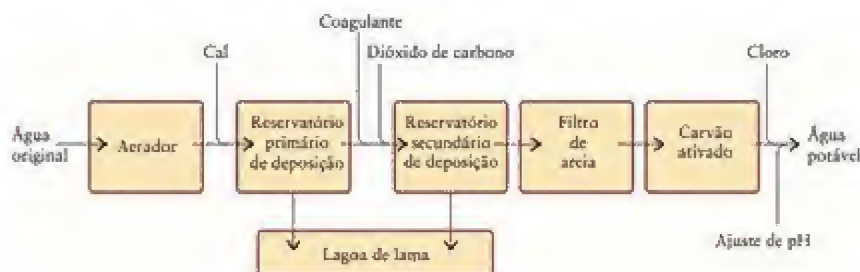 Coagulante
Cal
Dióxido de carbono
Cloro
Água
original
Aerador
Reservatório
primário
de deposição
Reservatório
secundário
de deposição
Filtro
de
areia
Carvão
ativado
Água
potável
Ajuste de pH
Lagoa de lama